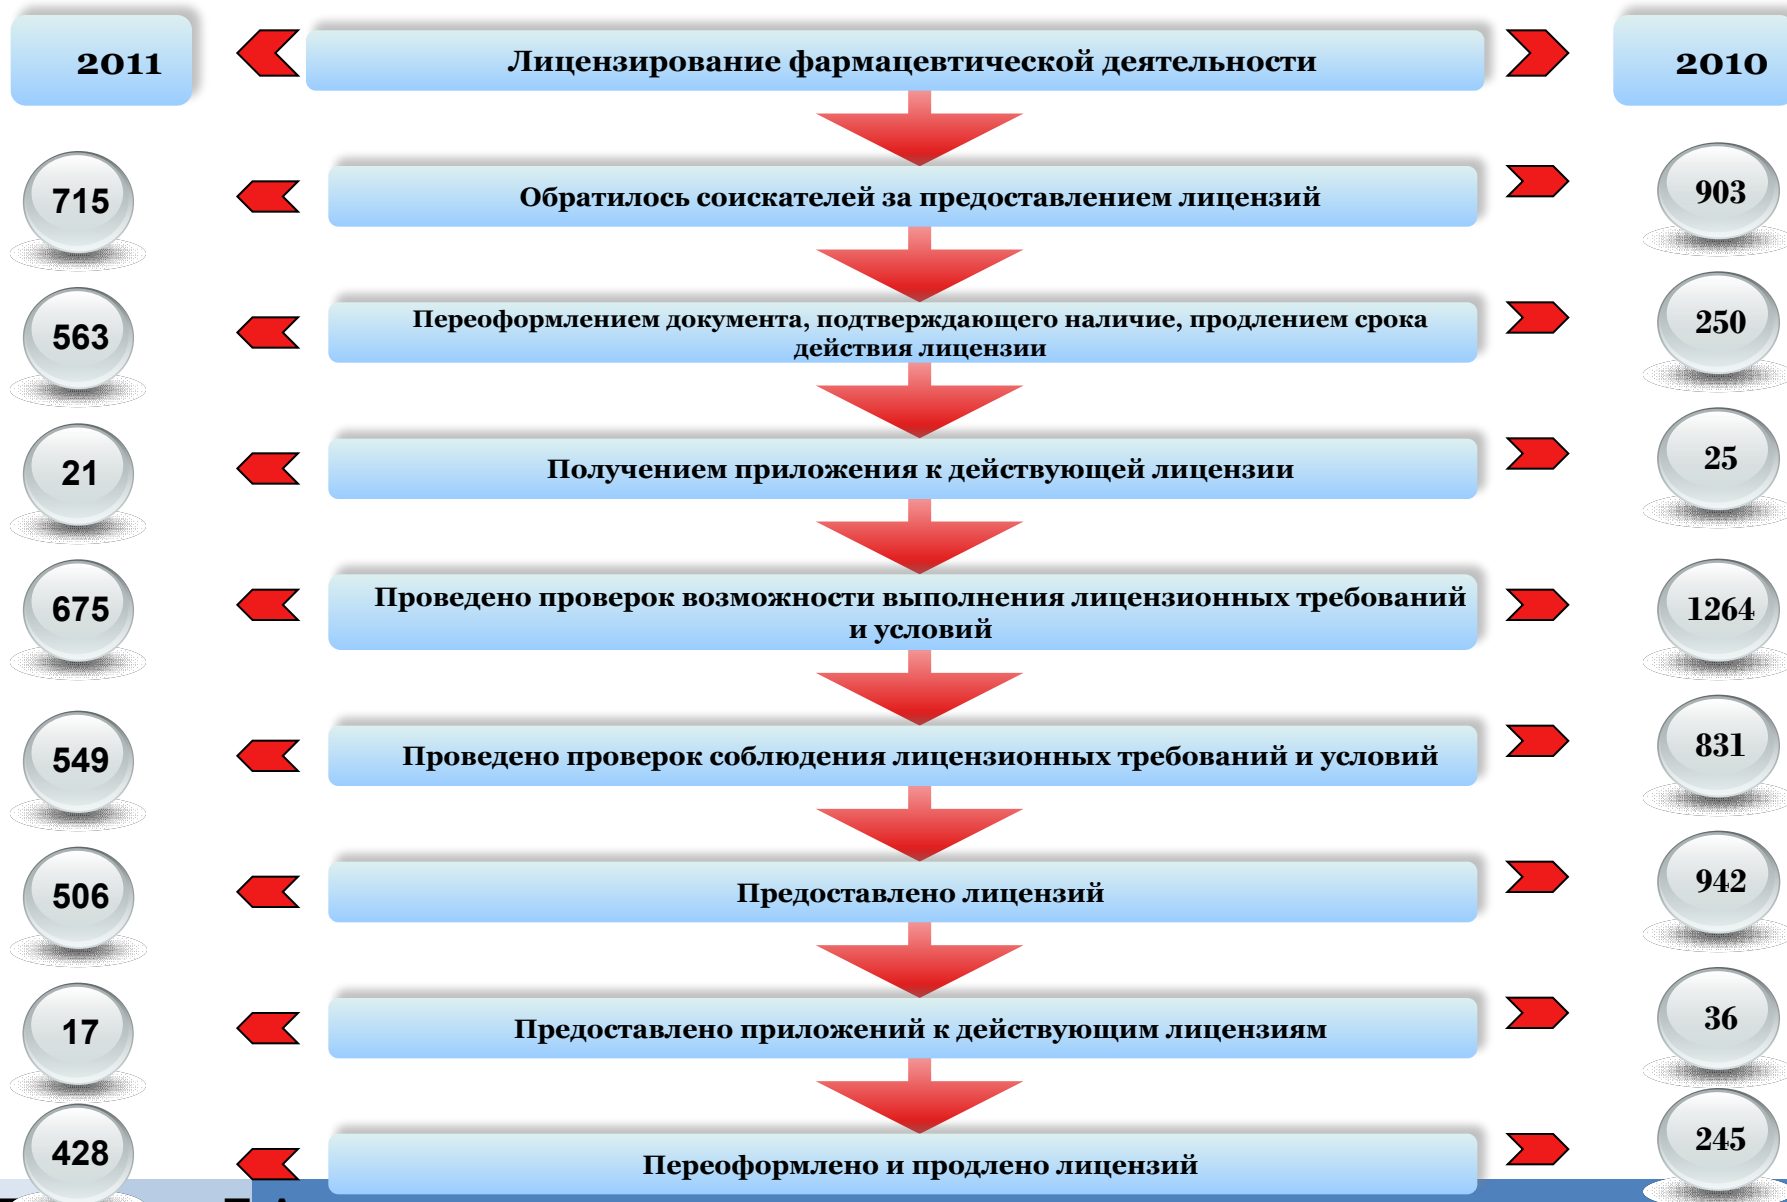 2011
Лицензирование фармацевтической деятельности
2010
715
Обратилось соискателей за предоставлением лицензий
903
563
Переоформлением документа, подтверждающего наличие, продлением срока
действия лицензии
250
21
Получением приложения к действующей лицензии
25
675
Проведено проверок возможности выполнения лицензионных требований
и условий
1264
549
Проведено проверок соблюдения лицензионных требований и условий
831
506
Предоставлено лицензий
942
17
Предоставлено приложений к действующим лицензиям
36
428
Переоформлено и продлено лицензий
245